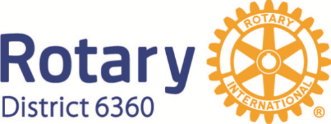 Rotary
District 6360
ROTARY
INTERNATIONAL
®